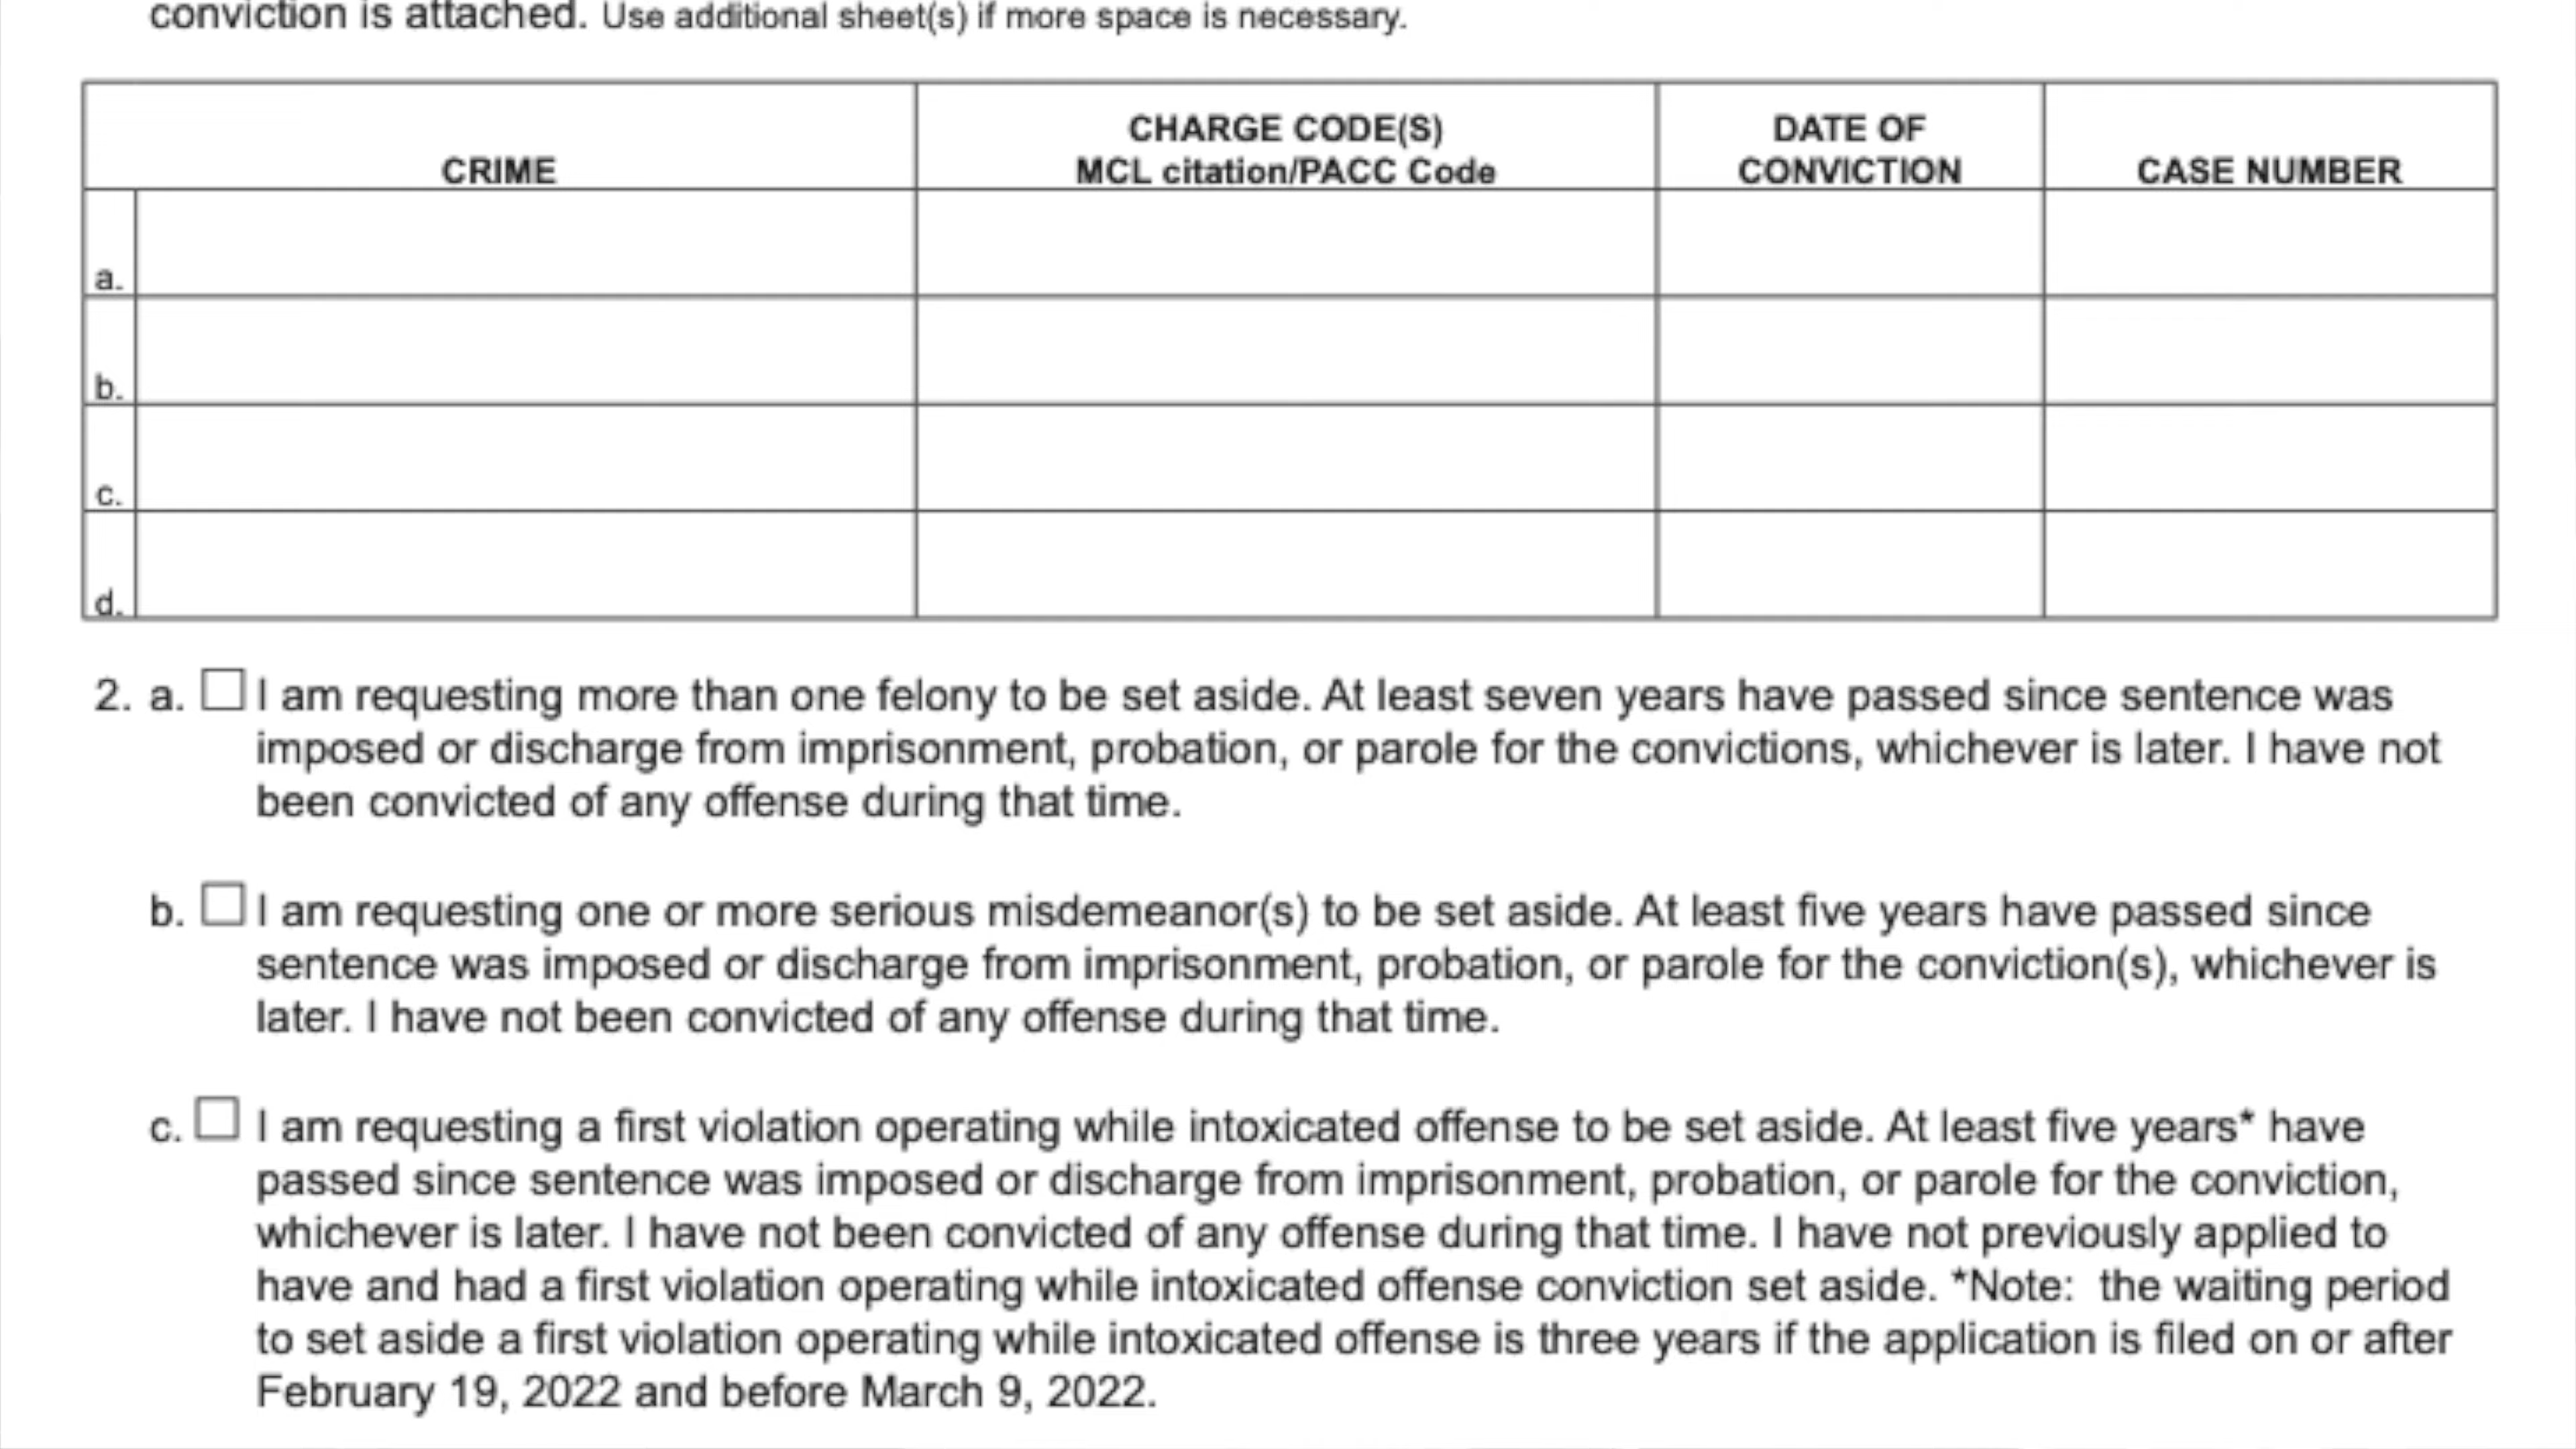 conviction is attached. Use additional sheet(s) if more space is necessary.
CRIME
CHARGE CODE(S)
MCL citation/PACC Code
DATE OF
CONVICTION
CASE NUMBER
a.
b.
c.
d.
2. a. I am requesting more than one felony to be set aside. At least seven years have passed since sentence was
imposed or discharge from imprisonment, probation, or parole for the convictions, whichever is later. I have not
been convicted of any offense during that time.
b. I am requesting one or more serious misdemeanor(s) to be set aside. At least five years have passed since
sentence was imposed or discharge from imprisonment, probation, or parole for the conviction(s), whichever is
later. I have not been convicted of any offense during that time.
c. I am requesting a first violation operating while intoxicated offense to be set aside. At least five years* have
passed since sentence was imposed or discharge from imprisonment, probation, or parole for the conviction,
whichever is later. I have not been convicted of any offense during that time. I have not previously applied to
have and had a first violation operating while intoxicated offense conviction set aside. *Note: the waiting period
to set aside a first violation operating while intoxicated offense is three years if the application is filed on or after
February 19, 2022 and before March 9, 2022.